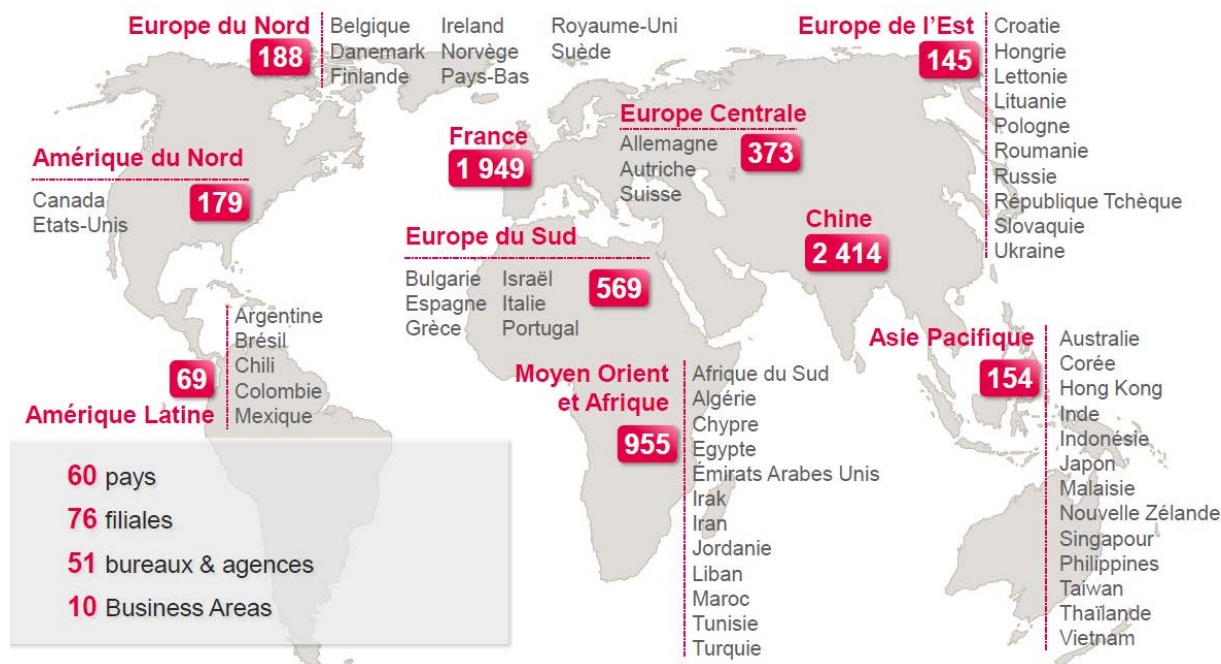 Europe du Nord
188
Belgique
Danemark
Finlande
Ireland
Norvège
Pays-Bas
Royaume-Uni
Suède
Europe de l’Est
145
Croatie
Hongrie
Lettonie
Lituanie
Pologne
Roumanie
Russie
République Tchèque
Slovaquie
Ukraine
Amérique du Nord
179
Canada
Etats-Unis
France
1 949
Europe Centrale
373
Allemagne
Autriche
Suisse
Chine
2 414
Europe du Sud
569
Bulgarie
Espagne
Grèce
Israël
Italie
Portugal
69
Amérique Latine
Argentine
Brésil
Chili
Colombie
Mexique
Moyen Orient
et Afrique
955
Afrique du Sud
Algérie
Chypre
Egypte
Émirats Arabes Unis
Irak
Iran
Jordanie
Liban
Maroc
Tunisie
Turquie
Asie Pacifique
154
Australie
Corée
Hong Kong
Inde
Indonésie
Japon
Malaisie
Nouvelle Zélande
Singapour
Philippines
Taiwan
Thaïlande
Vietnam
60 pays
76 filiales
51 bureaux & agences
10 Business Areas